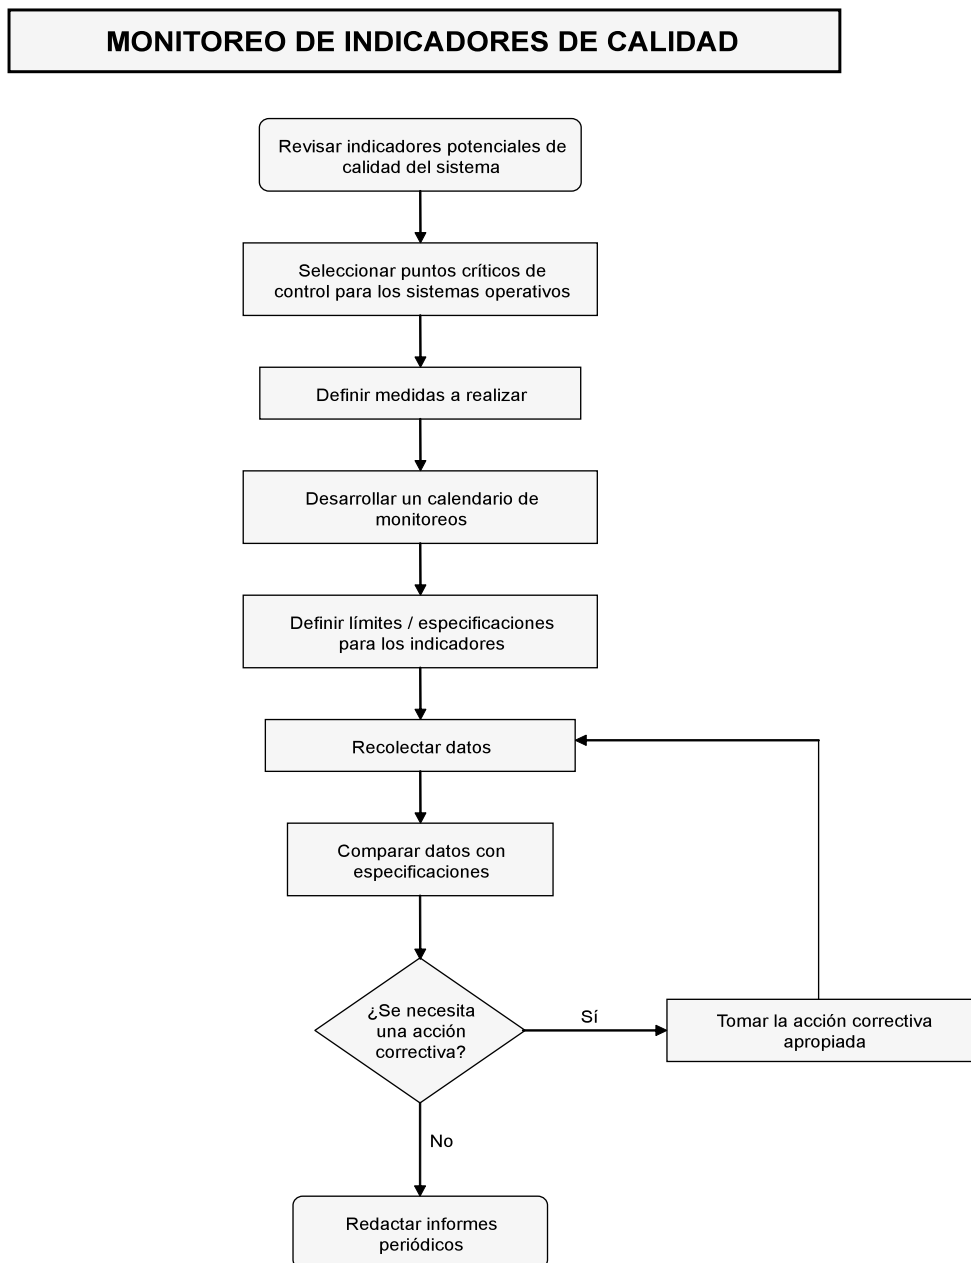 MONITOREO DE INDICADORES DE CALIDAD
Revisar indicadores potenciales de
calidad del sistema
Seleccionar puntos críticos de
control para los sistemas operativos
Definir medidas a realizar
Desarrollar un calendario de
monitoreos
Definir límites / especificaciones
para los indicadores
Recolectar datos
Comparar datos con
especificaciones
¿Se necesita
una acción
correctiva?
Sí
Tomar la acción correctiva
apropiada
No
Redactar informes
periódicos